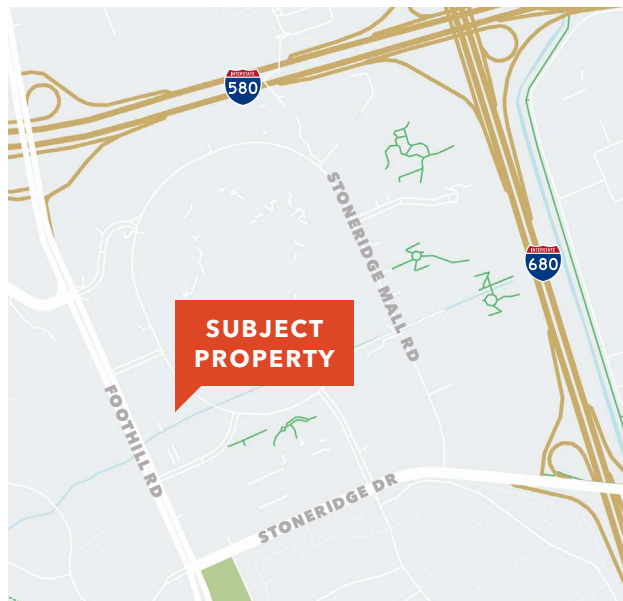 INTERSTATE
580
STONERIDGE MALL RD
INTERSTATE
680
SUBJECT
PROPERTY
FOOTHILL RD
STONERIDGE DR